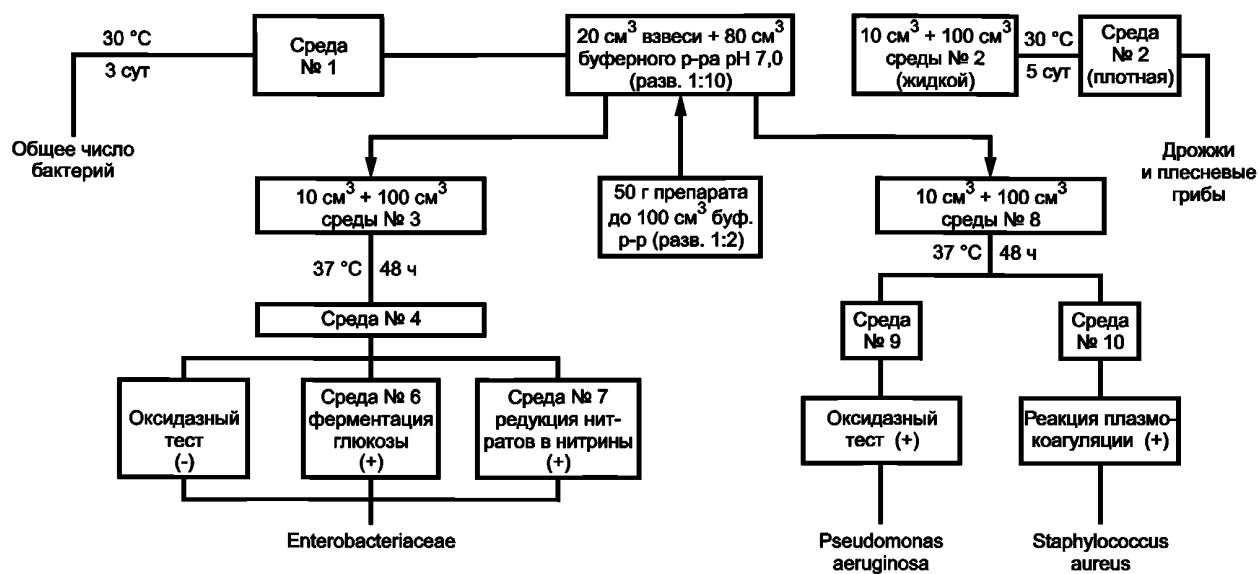 30 °C
3 сут
Среда
№ 1
20 см³ взвеси + 80 см³
буферного р-ра рН 7,0
(разв. 1:10)
10 см³ + 100 см³
среды № 2
(жидкой)
30 °C
5 сут
Среда
№ 2
(плотная)
Общее число
бактерий
Дрожжи
и плесневые
грибы
10 см³ + 100 см³
среды № 3
50 г препарата
до 100 см³ буф.
р-р (разв. 1:2)
10 см³ + 100 см³
среды № 8
37 °C 48 ч
37 °C 48 ч
Среда № 4
Среда
№ 9
Среда
№ 10
Оксидазный
тест
(-)
Среда № 6
ферментация
глюкозы
(+)
Среда № 7
редукция нит-
ратов в нитрины
(+)
Оксидазный
тест (+)
Реакция плазмо-
коагуляции (+)
Enterobacteriaceae
Pseudomonas
aeruginosa
Staphylococcus
aureus